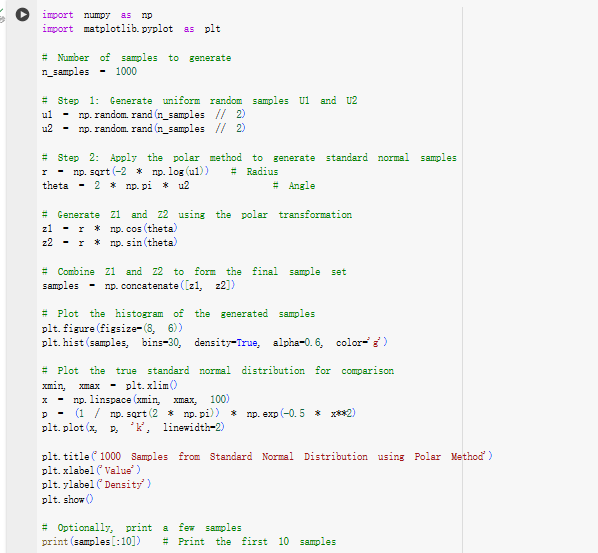 import numpy as np
import matplotlib.pyplot as plt
# Number of samples to generate
n_samples = 1000
# Step 1: Generate uniform random samples U1 and U2
u1 = np.random.rand(n_samples // 2)
u2 = np.random.rand(n_samples // 2)
# Step 2: Apply the polar method to generate standard normal samples
r = np.sqrt(-2 * np.log(u1)) # Radius
theta = 2 * np.pi * u2 # Angle
# Generate Z1 and Z2 using the polar transformation
z1 = r * np.cos(theta)
z2 = r * np.sin(theta)
# Combine Z1 and Z2 to form the final sample set
samples = np.concatenate([z1, z2])
# Plot the histogram of the generated samples
plt.figure(figsize=(8, 6))
plt.hist(samples, bins=30, density=True, alpha=0.6, color='g')
# Plot the true standard normal distribution for comparison
xmin, xmax = plt.xlim()
x = np.linspace(xmin, xmax, 100)
p = (1 / np.sqrt(2 * np.pi)) * np.exp(-0.5 * x**2)
plt.plot(x, p, 'k', linewidth=2)
plt.title('1000 Samples from Standard Normal Distribution using Polar Method')
plt.xlabel('Value')
plt.ylabel('Density')
plt.show()
# Optionally, print a few samples
print(samples[:10]) # Print the first 10 samples